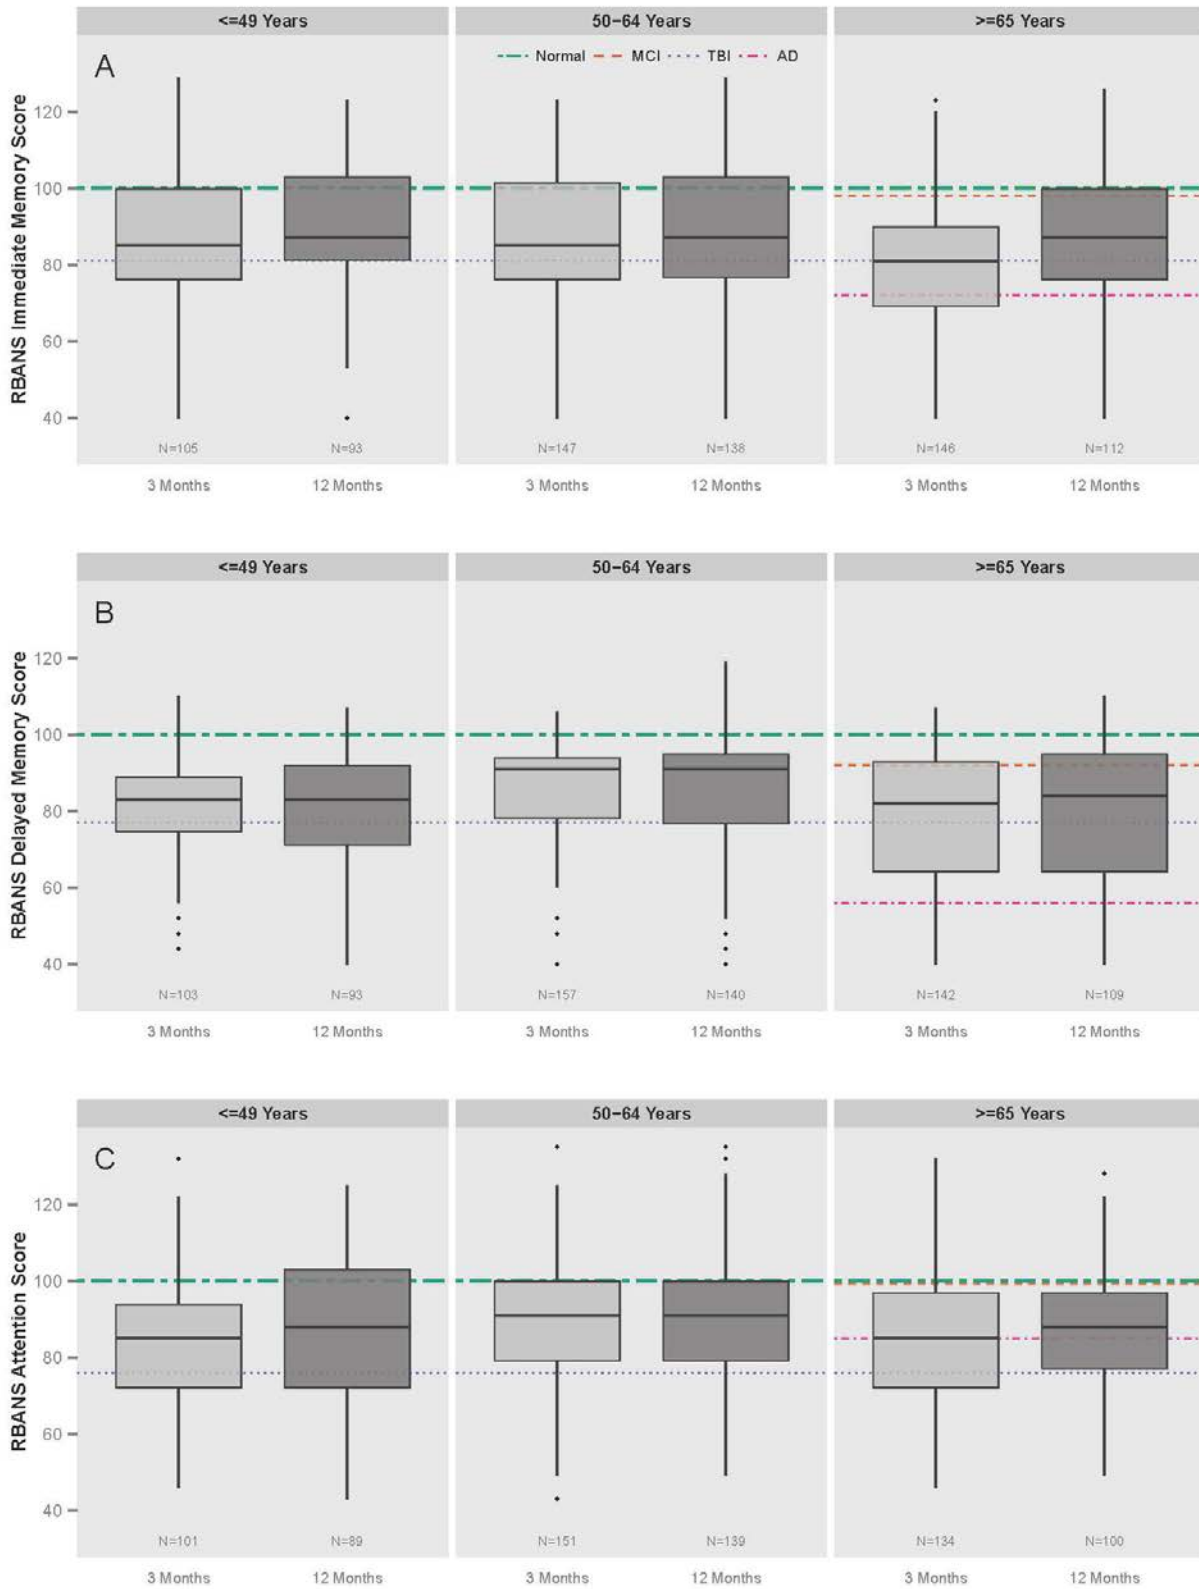 <=49 Years 50−64 Years >=65 Years
A
Normal MCI TBI AD
RBANS Immediate Memory Score
120
100
80
60
40
N=105 N=93 N=147 N=138 N=146 N=112
3 Months 12 Months 3 Months 12 Months 3 Months 12 Months
<=49 Years 50−64 Years >=65 Years
B
RBANS Delayed Memory Score
120
100
80
60
40
N=103 N=93 N=157 N=140 N=142 N=109
3 Months 12 Months 3 Months 12 Months 3 Months 12 Months
<=49 Years 50−64 Years >=65 Years
C
RBANS Attention Score
120
100
80
60
40
N=101 N=89 N=151 N=139 N=134 N=100
3 Months 12 Months 3 Months 12 Months 3 Months 12 Months